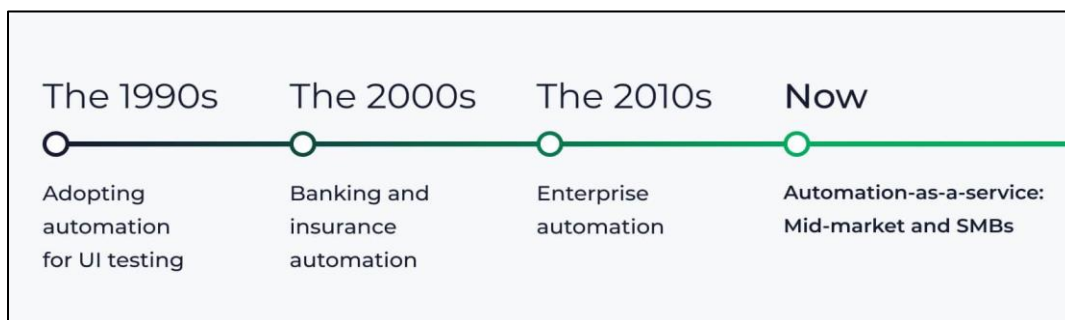 The 1990s
Adopting
automation
for UI testing
The 2000s
Banking and
insurance
automation
The 2010s
Enterprise
automation
Now
Automation-as-a-service:
Mid-market and SMBs